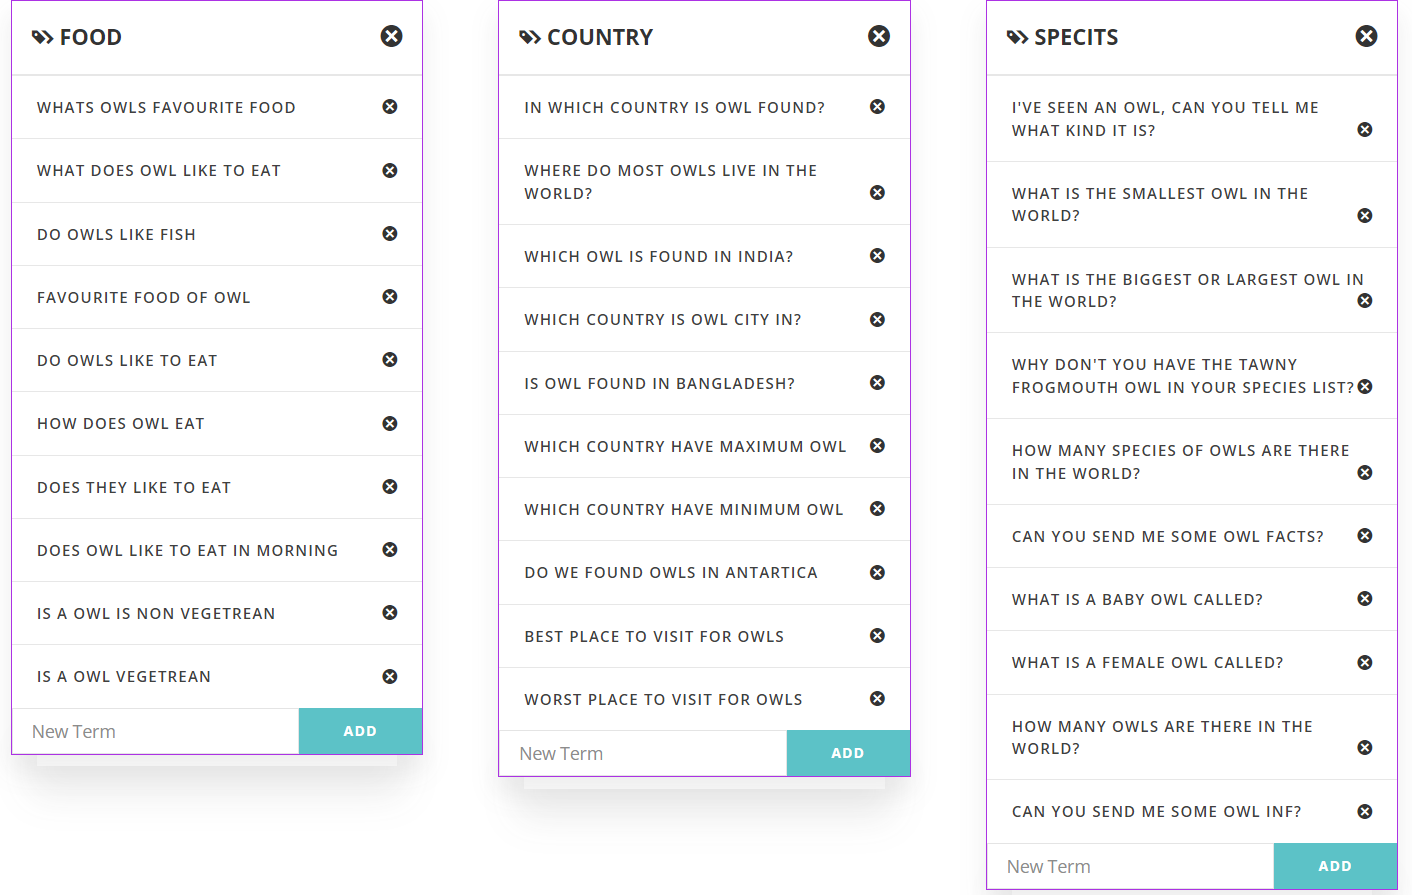 FOOD
WHATS OWLS FAVOURITE FOOD
WHAT DOES OWL LIKE TO EAT
DO OWLS LIKE FISH
FAVOURITE FOOD OF OWL
DO OWLS LIKE TO EAT
HOW DOES OWL EAT
DOES THEY LIKE TO EAT
DOES OWL LIKE TO EAT IN MORNING
IS A OWL IS NON VEGETREAN
IS A OWL VEGETREAN
New Term
ADD
COUNTRY
IN WHICH COUNTRY IS OWL FOUND?
WHERE DO MOST OWLS LIVE IN THE
WORLD?
WHICH OWL IS FOUND IN INDIA?
WHICH COUNTRY IS OWL CITY IN?
IS OWL FOUND IN BANGLADESH?
WHICH COUNTRY HAVE MAXIMUM OWL
WHICH COUNTRY HAVE MINIMUM OWL
DO WE FOUND OWLS IN ANTARTICA
BEST PLACE TO VISIT FOR OWLS
WORST PLACE TO VISIT FOR OWLS
New Term
ADD
SPECITS
I'VE SEEN AN OWL, CAN YOU TELL ME
WHAT KIND IT IS?
WHAT IS THE SMALLEST OWL IN THE
WORLD?
WHAT IS THE BIGGEST OR LARGEST OWL IN
THE WORLD?
WHY DON'T YOU HAVE THE TAWNY
FROGMOUTH OWL IN YOUR SPECIES LIST?
HOW MANY SPECIES OF OWLS ARE THERE
IN THE WORLD?
CAN YOU SEND ME SOME OWL FACTS?
WHAT IS A BABY OWL CALLED?
WHAT IS A FEMALE OWL CALLED?
HOW MANY OWLS ARE THERE IN THE
WORLD?
CAN YOU SEND ME SOME OWL INF?
New Term
ADD